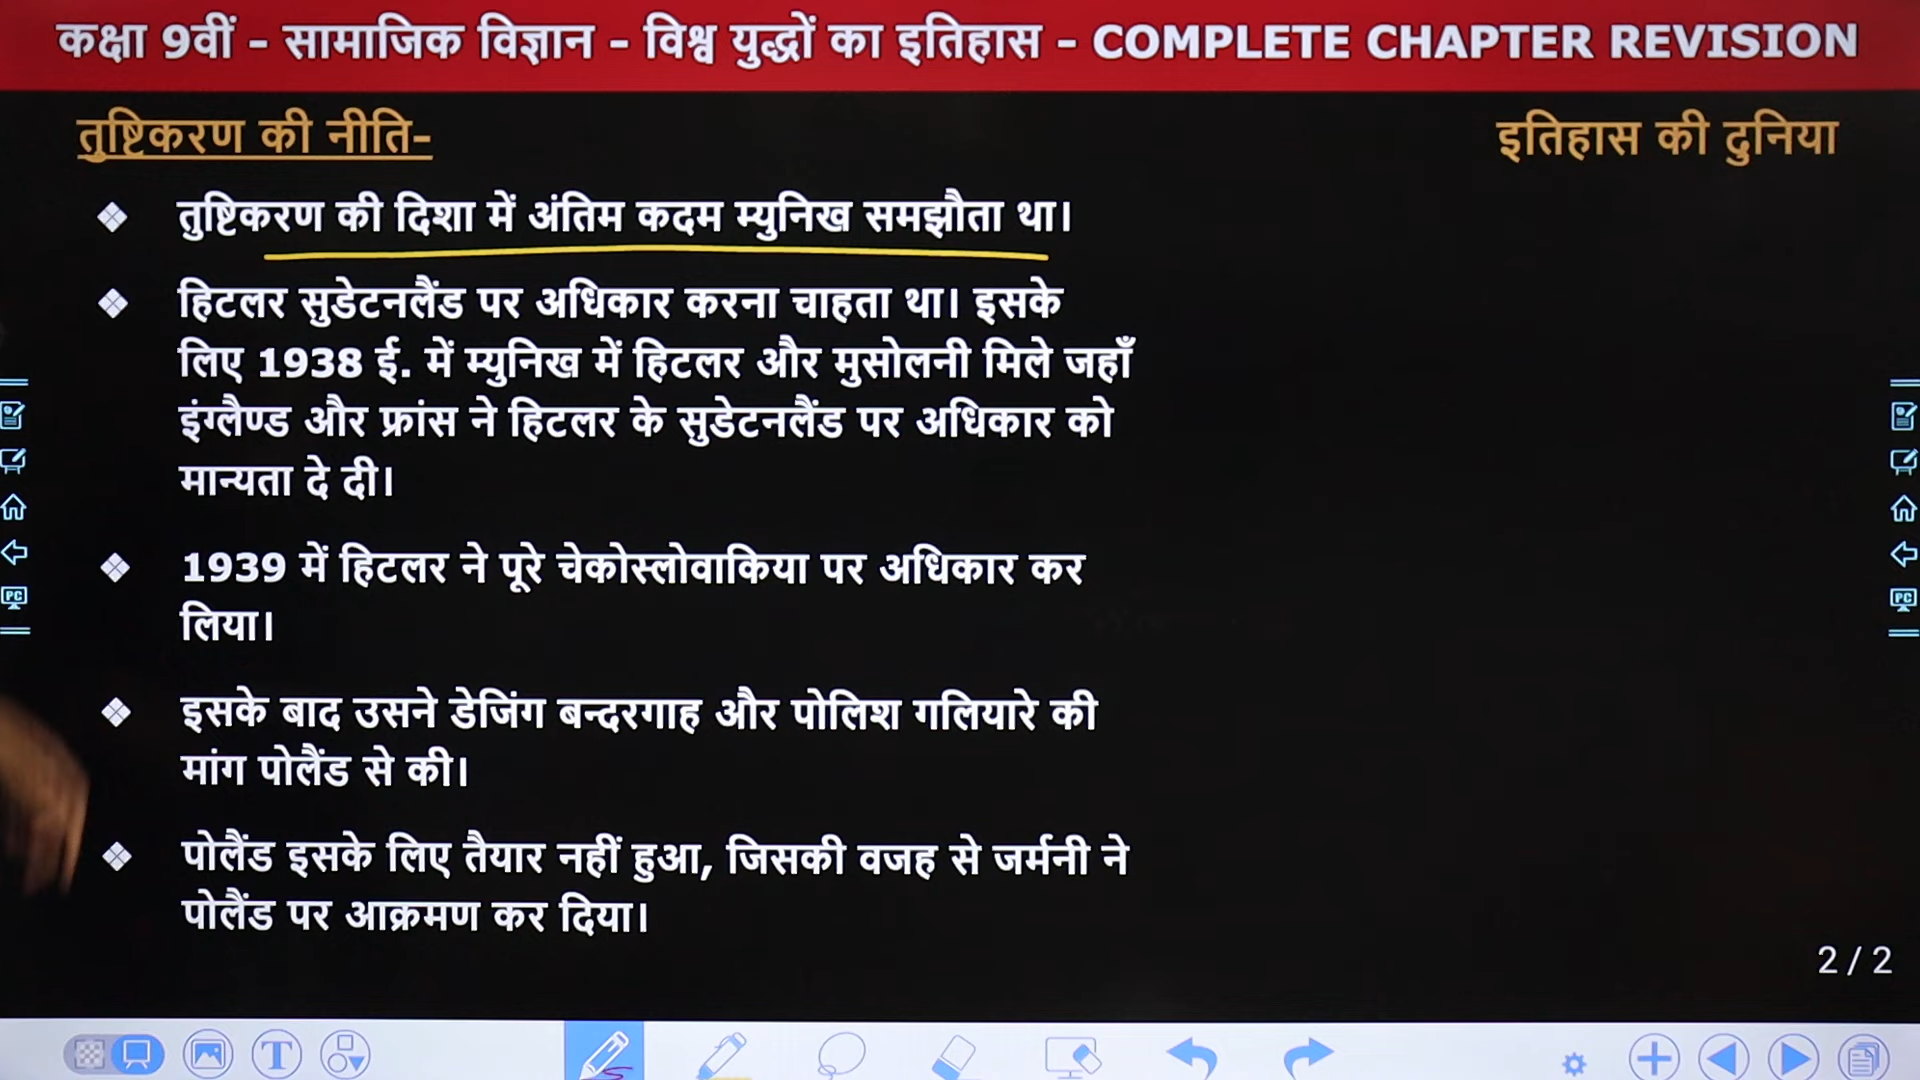 कक्षा 9वीं - सामाजिक विज्ञान - विश्व युद्धों का इतिहास - COMPLETE CHAPTER REVISION
तुष्टिकरण की नीति-
इतिहास की दुनिया
❖ तुष्टिकरण की दिशा में अंतिम कदम म्युनिख समझौता था।
❖ हिटलर सुडेटनलैंड पर अधिकार करना चाहता था। इसके
लिए 1938 ई. में म्युनिख में हिटलर और मुसोलनी मिले जहाँ
इंग्लैण्ड और फ्रांस ने हिटलर के सुडेटनलैंड पर अधिकार को
मान्यता दे दी।
❖ 1939 में हिटलर ने पूरे चेकोस्लोवाकिया पर अधिकार कर
लिया।
❖ इसके बाद उसने डेजिंग बन्दरगाह और पोलिश गलियारे की
मांग पोलैंड से की।
❖ पोलैंड इसके लिए तैयार नहीं हुआ, जिसकी वजह से जर्मनी ने
पोलैंड पर आक्रमण कर दिया।
2 / 2
PC
PC
T